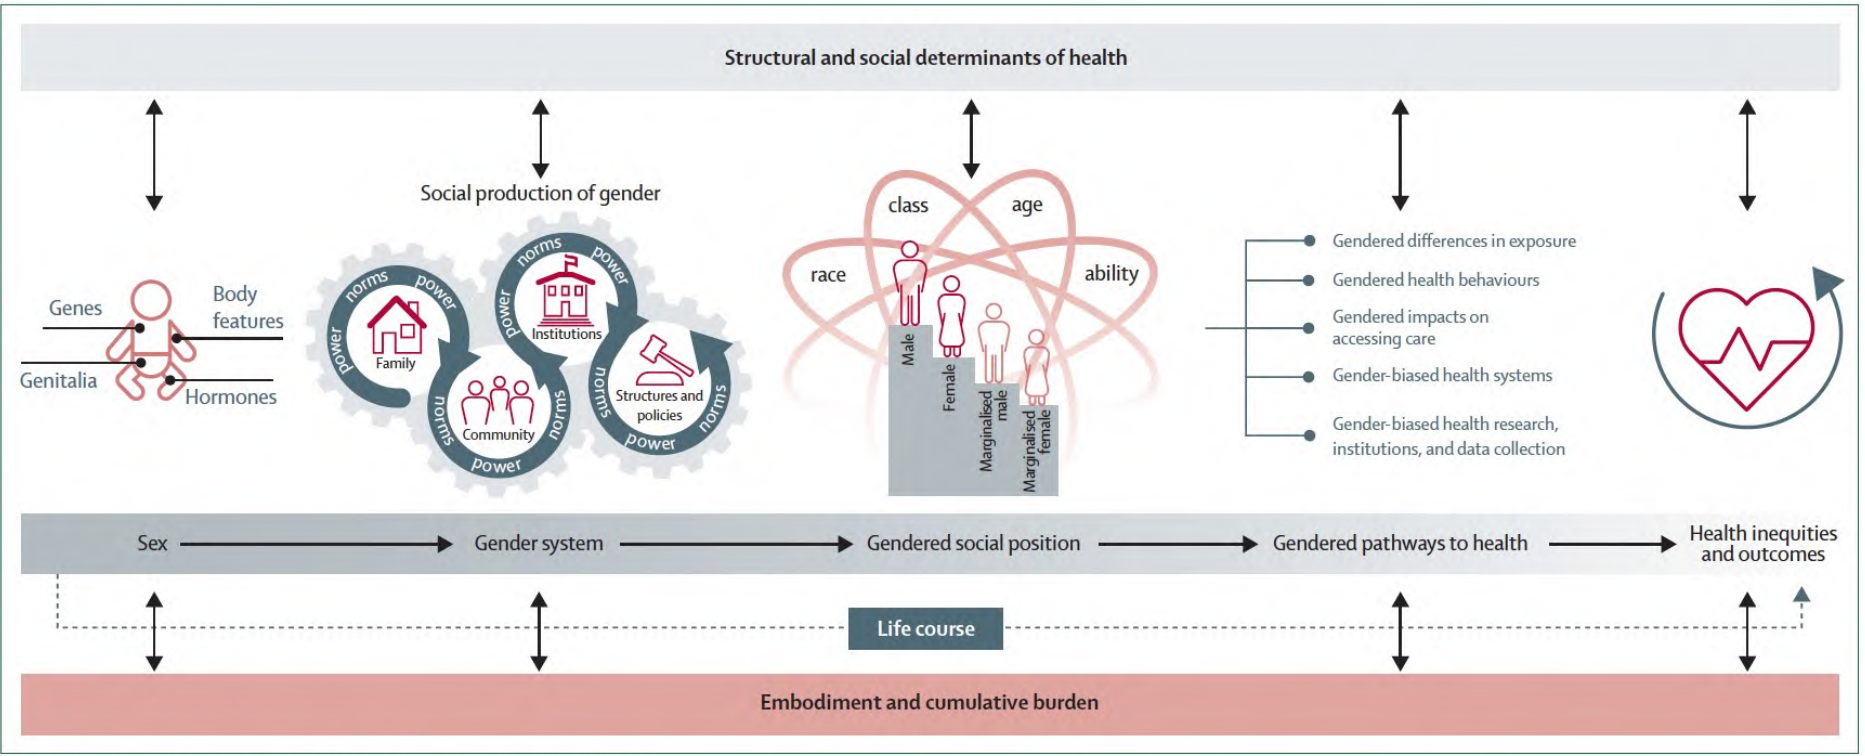 Structural and social determinants of health
Genes
Body
features
Genitalia
Hormones
Social production of gender
norms
power
power
Family
norms
power
power
Institutions
norms
Community
norms
power
norms
Structures and
policies
power
norms
class
age
race
ability
Male
Female
Marginalised
male
Marginalised
female
Gendered differences in exposure
Gendered health behaviours
Gendered impacts on
accessing care
Gender-biased health systems
Gender-biased health research,
institutions, and data collection
Sex
Gender system
Gendered social position
Gendered pathways to health
Health inequities
and outcomes
Life course
Embodiment and cumulative burden